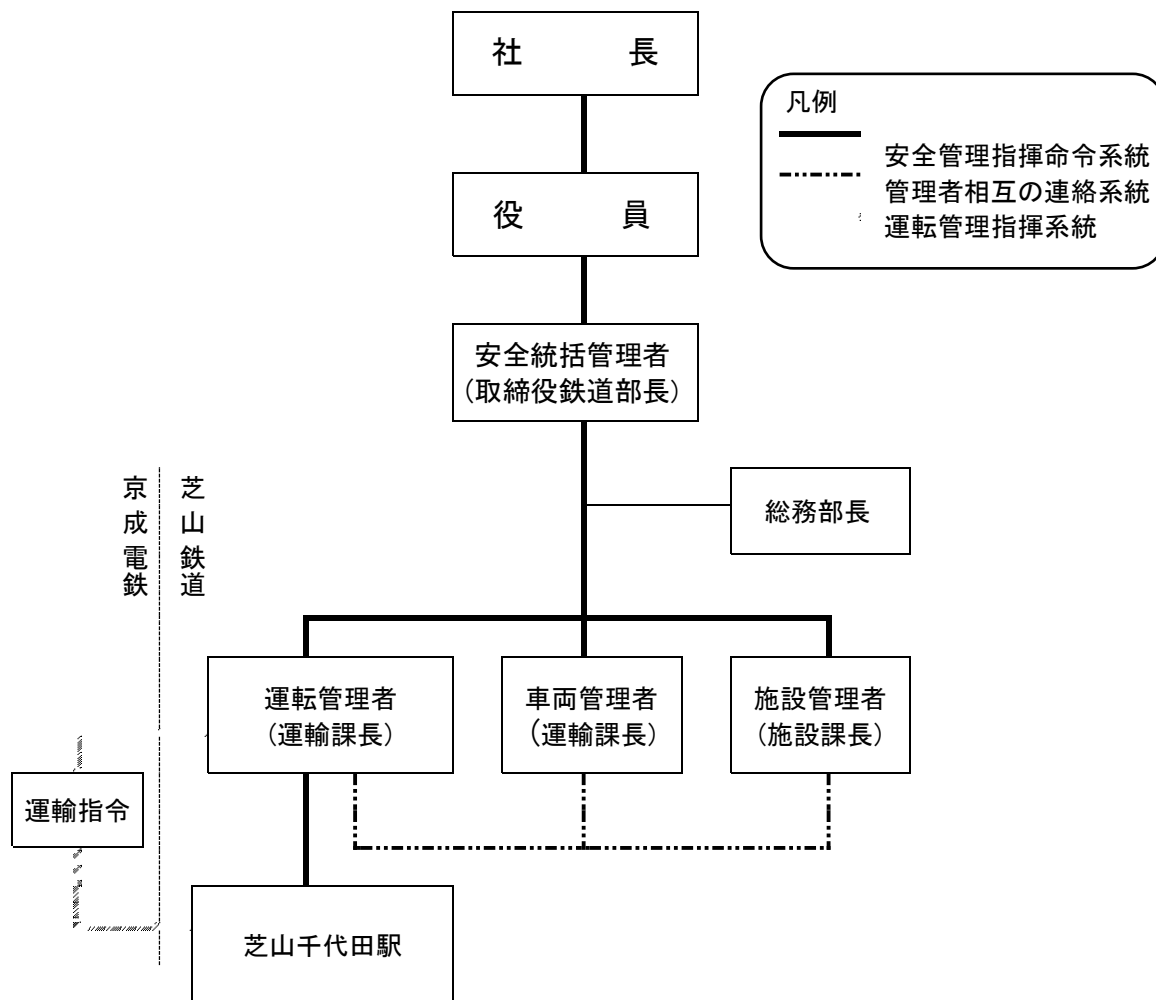 社長
凡例
安全管理指揮命令系統
管理者相互の連絡系統
運転管理指揮系統
役員
安全統括管理者
(取締役鉄道部長)
総務部長
京成電鉄
芝山鉄道
運転管理者
(運輸課長)
車両管理者
(運輸課長)
施設管理者
(施設課長)
運輸指令
芝山千代田駅